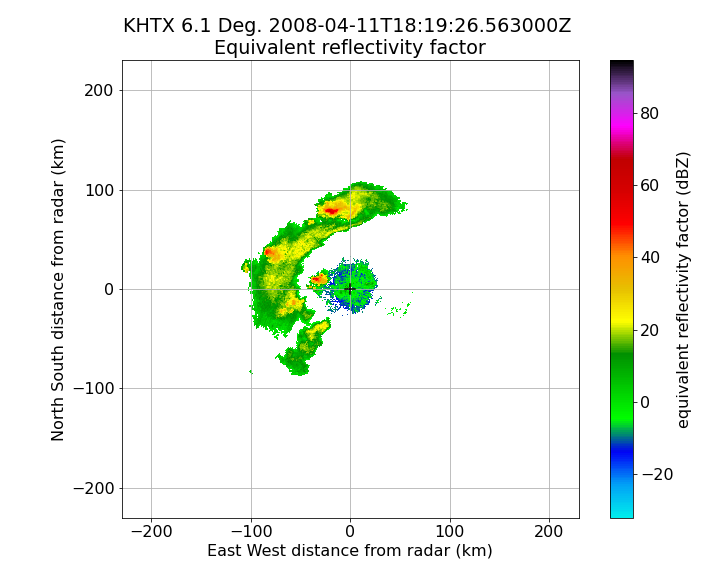 KHTX 6.1 Deg. 2008-04-11T18:19:26.563000Z
Equivalent reflectivity factor
North South distance from radar (km)
200
100
0
−100
−200
−200 −100 0 100 200
East West distance from radar (km)
80
60
40
20
0
−20
equivalent reflectivity factor (dBZ)